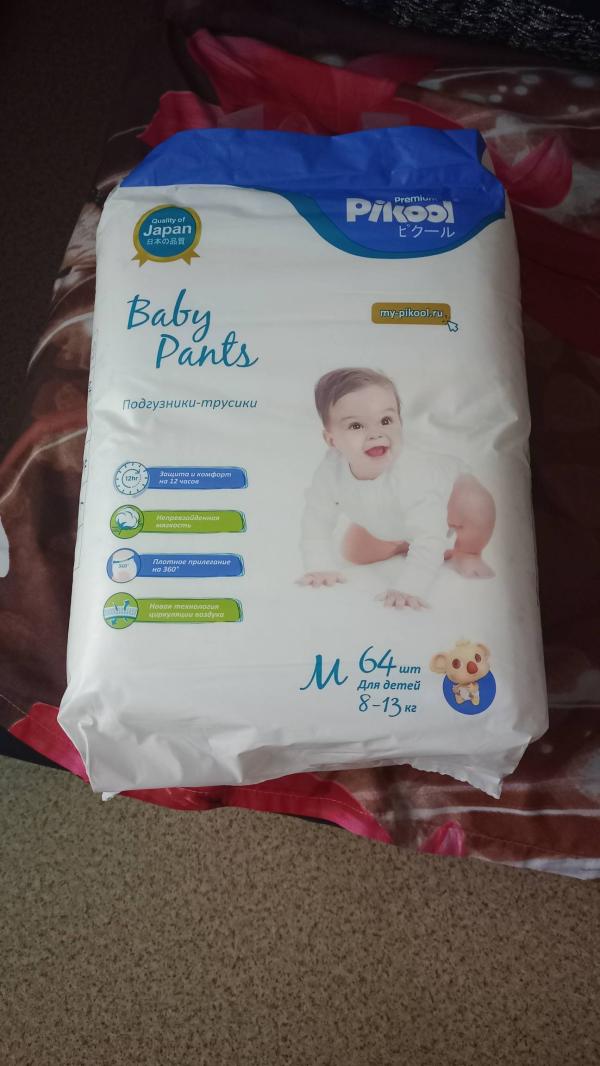 Premium
Pikool
ピクール
Quality of
Japan
日本の品質
my-pikool.ru
Baby
Pants
Подгузники-трусики
12hr
Защита и комфорт
на 12 часов
Непревзойденная
мягкость
360°
Плотное прилегание
на 360°
Новая технология
циркуляции воздуха
M 64 шт
Для детей
8-13 кг